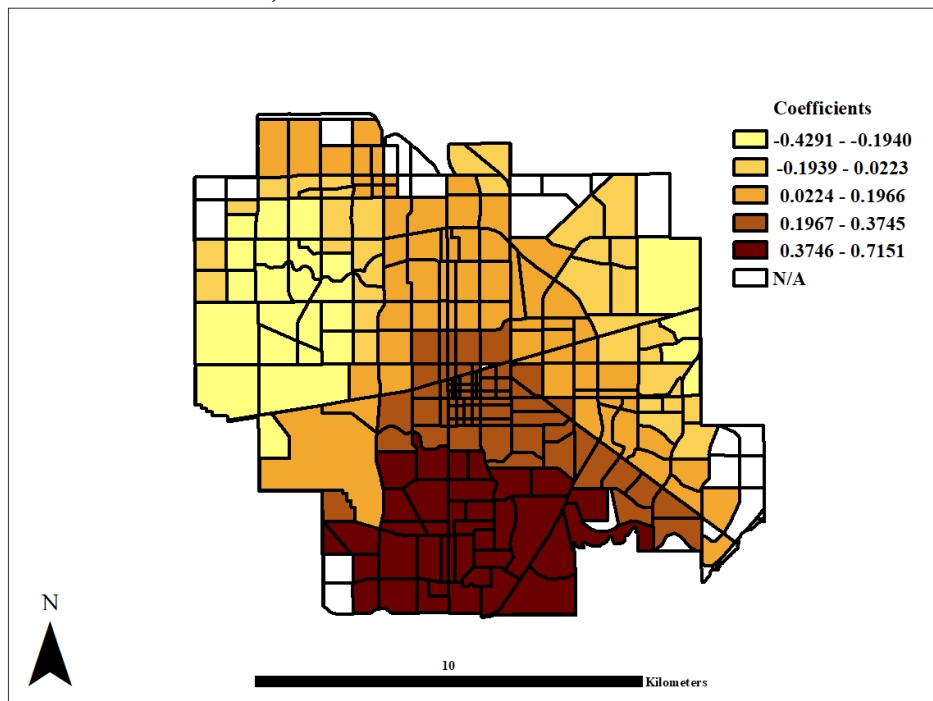 Coefficients
-0.4291 - -0.1940
-0.1939 - 0.0223
0.0224 - 0.1966
0.1967 - 0.3745
0.3746 - 0.7151
N/A
N
10
Kilometers